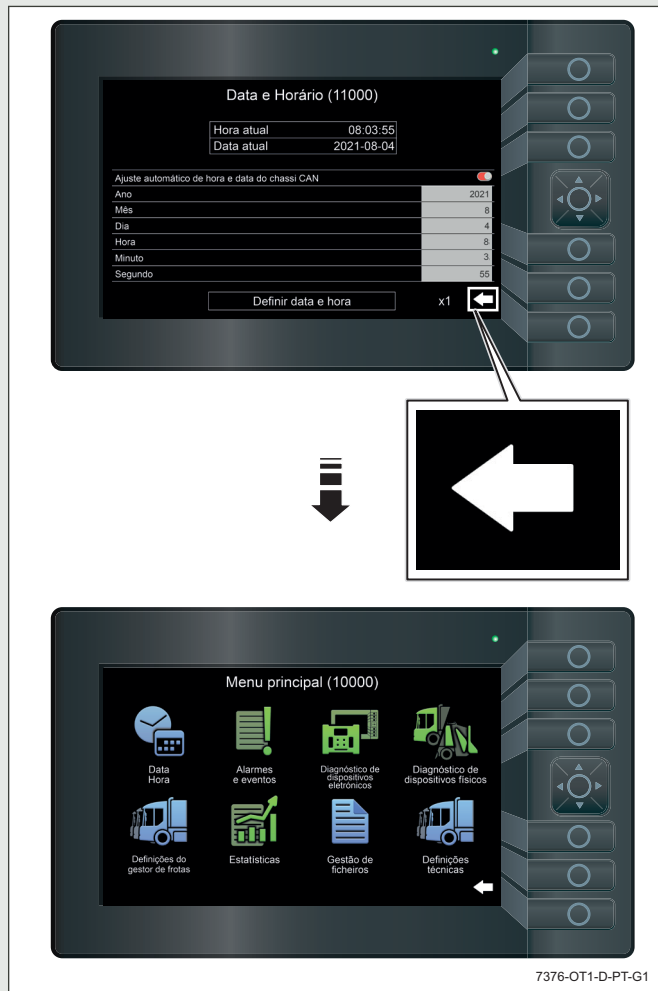 Data e Horário (11000)
Hora atual 08:03:55
Data atual 2021-08-04
Ajuste automático de hora e data do chassi CAN
Ano 2021
Mês 8
Dia 4
Hora 8
Minuto 3
Segundo 55
Definir data e hora x1
Menu principal (10000)
Data
Hora
Alarmes
e eventos
Diagnóstico de
dispositivos
eletrónicos
Diagnóstico de
dispositivos físicos
Definições do
gestor de frotas
Estatísticas
Gestão de
ficheiros
Definições
técnicas
7376-OT1-D-PT-G1